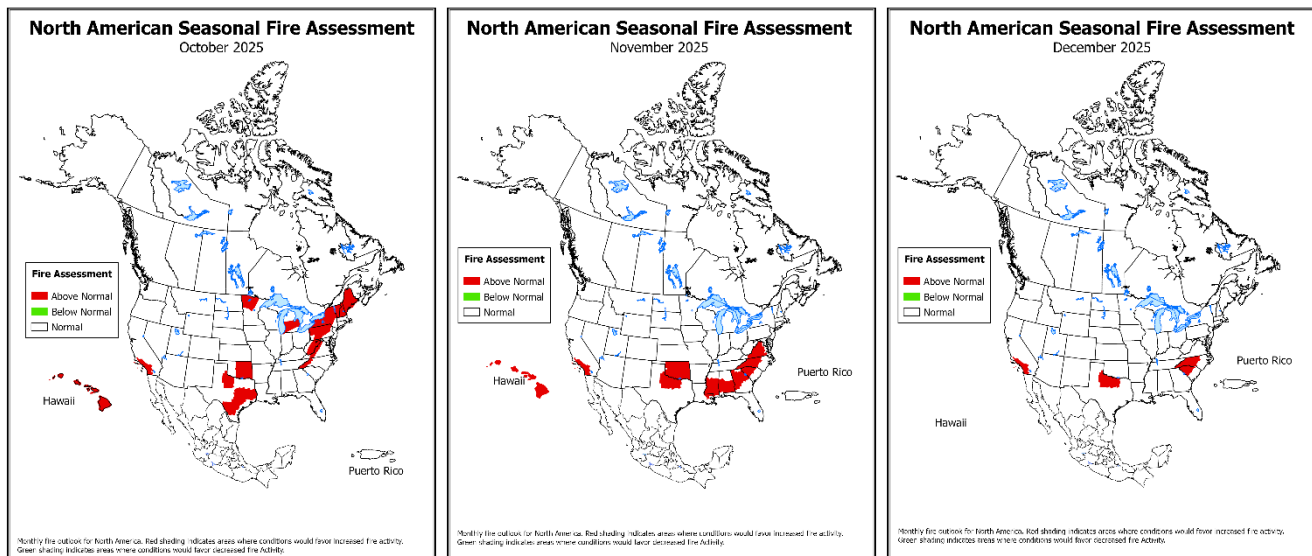 North American Seasonal Fire Assessment
October 2025
Fire Assessment
Above Normal
Below Normal
Normal
Hawaii
Puerto Rico
Monthly fire outlook for North America. Red shading indicates areas where conditions would favor increased fire activity.
Green shading indicates areas where conditions would favor decreased fire Activity.
North American Seasonal Fire Assessment
November 2025
Fire Assessment
Above Normal
Below Normal
Normal
Hawaii
Puerto Rico
Monthly fire outlook for North America. Red shading indicates areas where conditions would favor increased fire activity.
Green shading indicates areas where conditions would favor decreased fire Activity.
North American Seasonal Fire Assessment
December 2025
Fire Assessment
Above Normal
Below Normal
Normal
Puerto Rico
Hawaii
Monthly fire outlook for North America. Red shading indicates areas where conditions would favor increased fire activity.
Green shading indicates areas where conditions would favor decreased fire Activity.